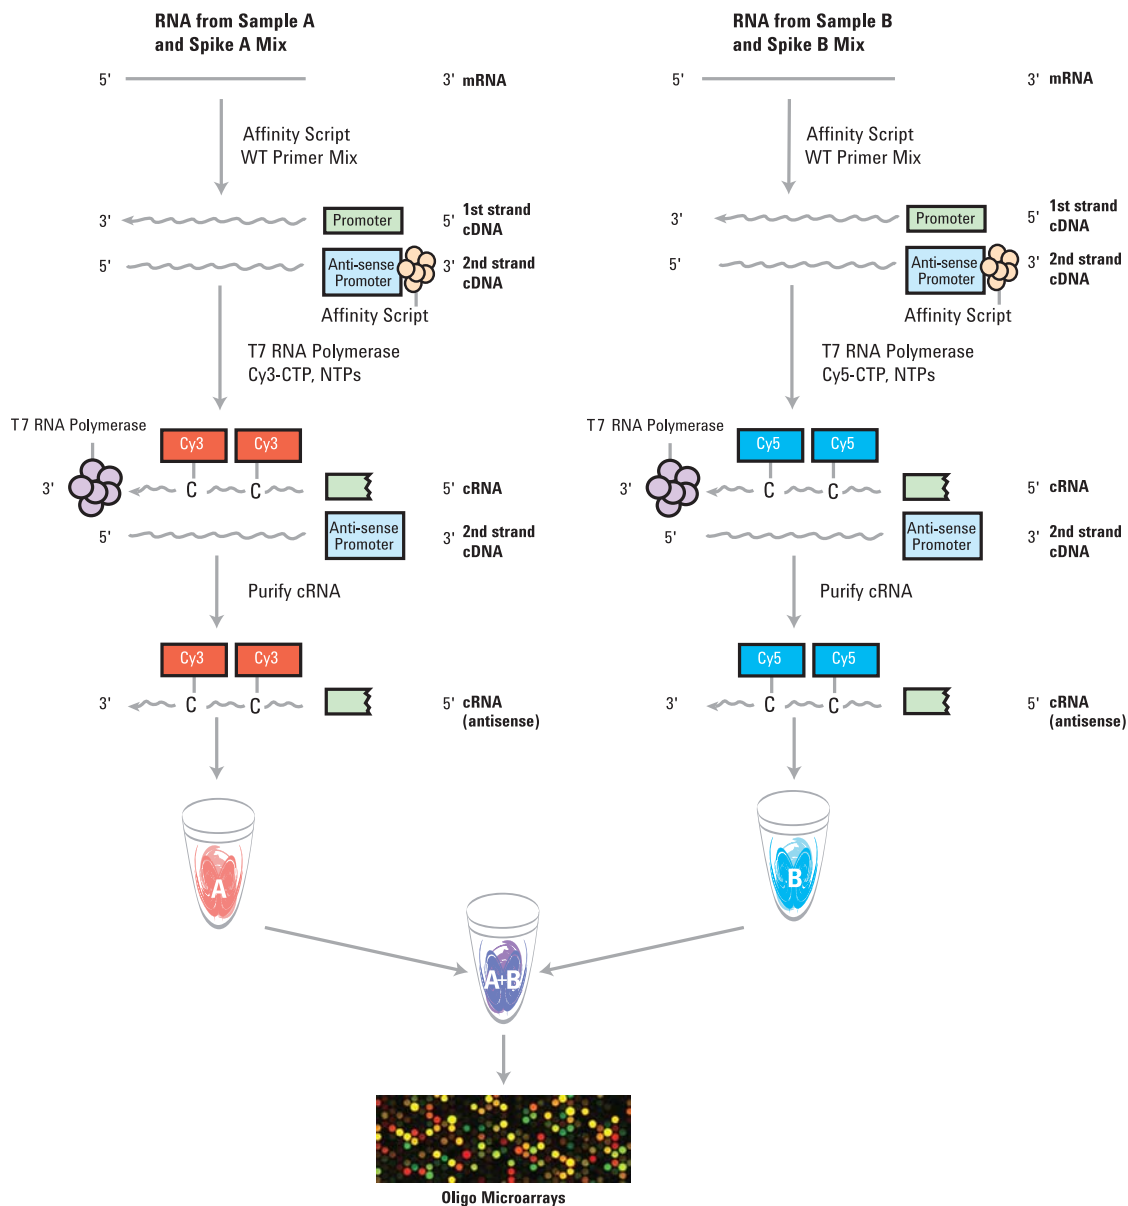 RNA from Sample A
and Spike A Mix
RNA from Sample B
and Spike B Mix
5'
3' mRNA
5'
3' mRNA
Affinity Script
WT Primer Mix
Affinity Script
WT Primer Mix
3'
Promoter
5' 1st strand
cDNA
3'
Promoter
5' 1st strand
cDNA
5'
Anti-sense
Promoter
3' 2nd strand
cDNA
5'
Anti-sense
Promoter
3' 2nd strand
cDNA
Affinity Script
Affinity Script
T7 RNA Polymerase
Cy3-CTP, NTPs
T7 RNA Polymerase
Cy5-CTP, NTPs
T7 RNA Polymerase
Cy3 Cy3
T7 RNA Polymerase
Cy5 Cy5
3'
C C
5' cRNA
3'
C C
5' cRNA
5'
Anti-sense
Promoter
3' 2nd strand
cDNA
5'
Anti-sense
Promoter
3' 2nd strand
cDNA
Purify cRNA
Purify cRNA
Cy3 Cy3
Cy5 Cy5
3'
C C
5' cRNA
(antisense)
3'
C C
5' cRNA
(antisense)
A
B
A+B
Oligo Microarrays